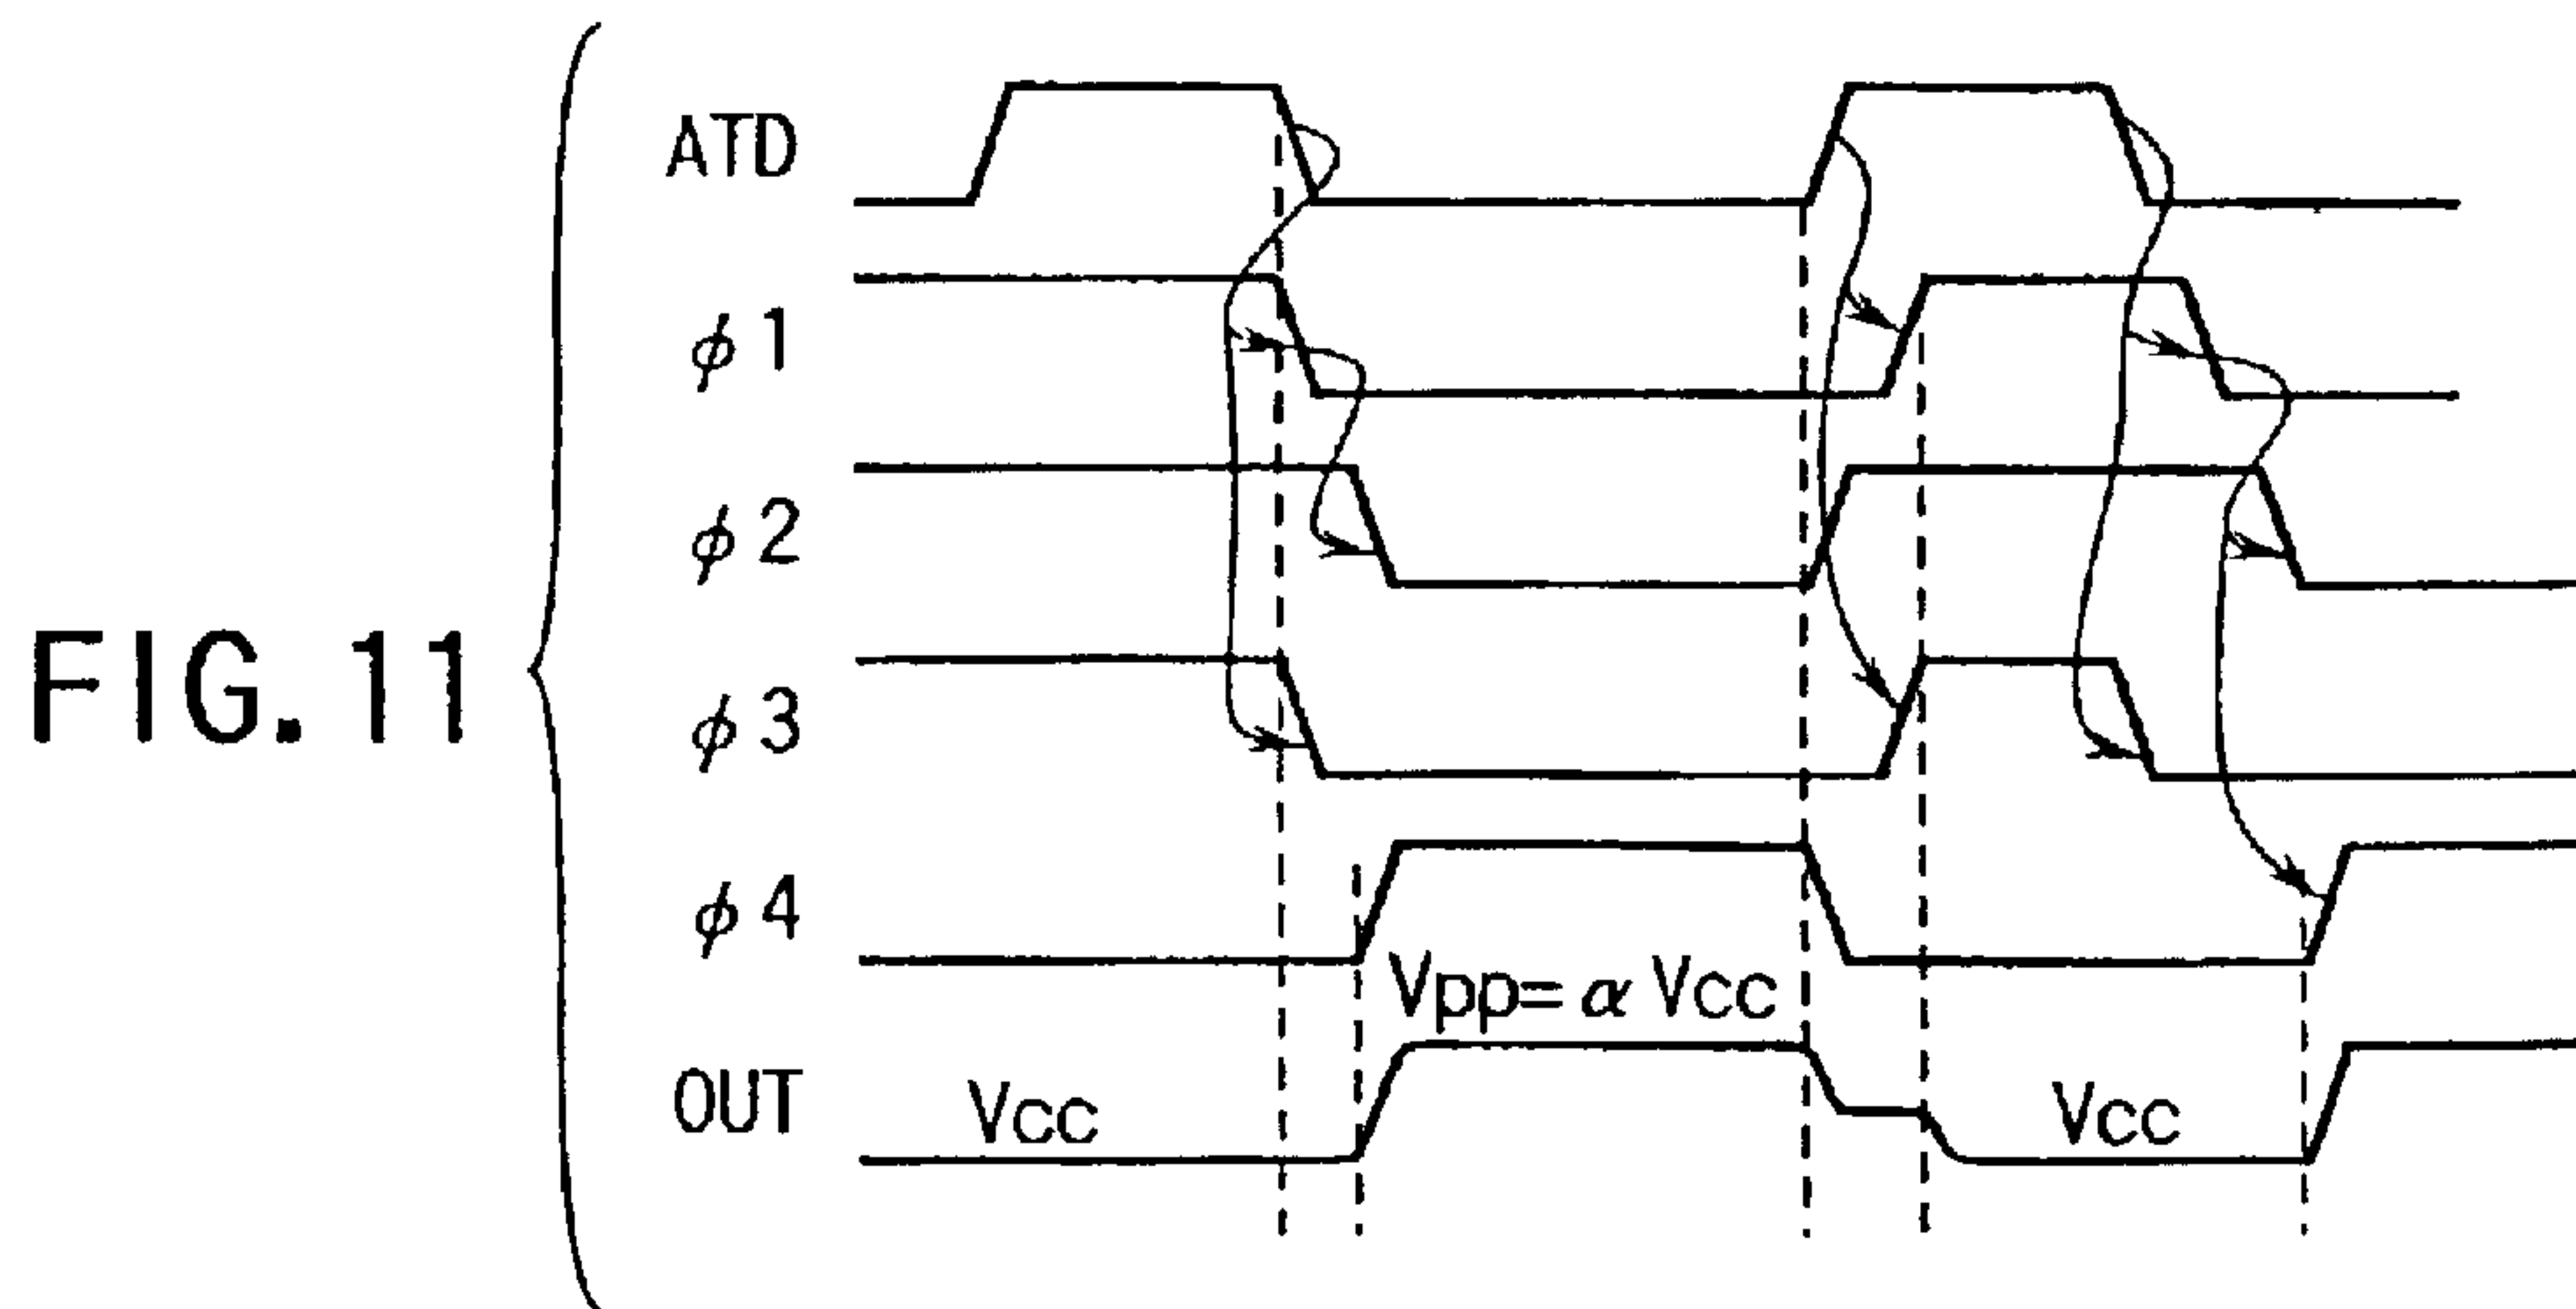 FIG.11
ATD
φ1
φ2
φ3
φ4
Vpp=α Vcc
OUT
Vcc
Vcc